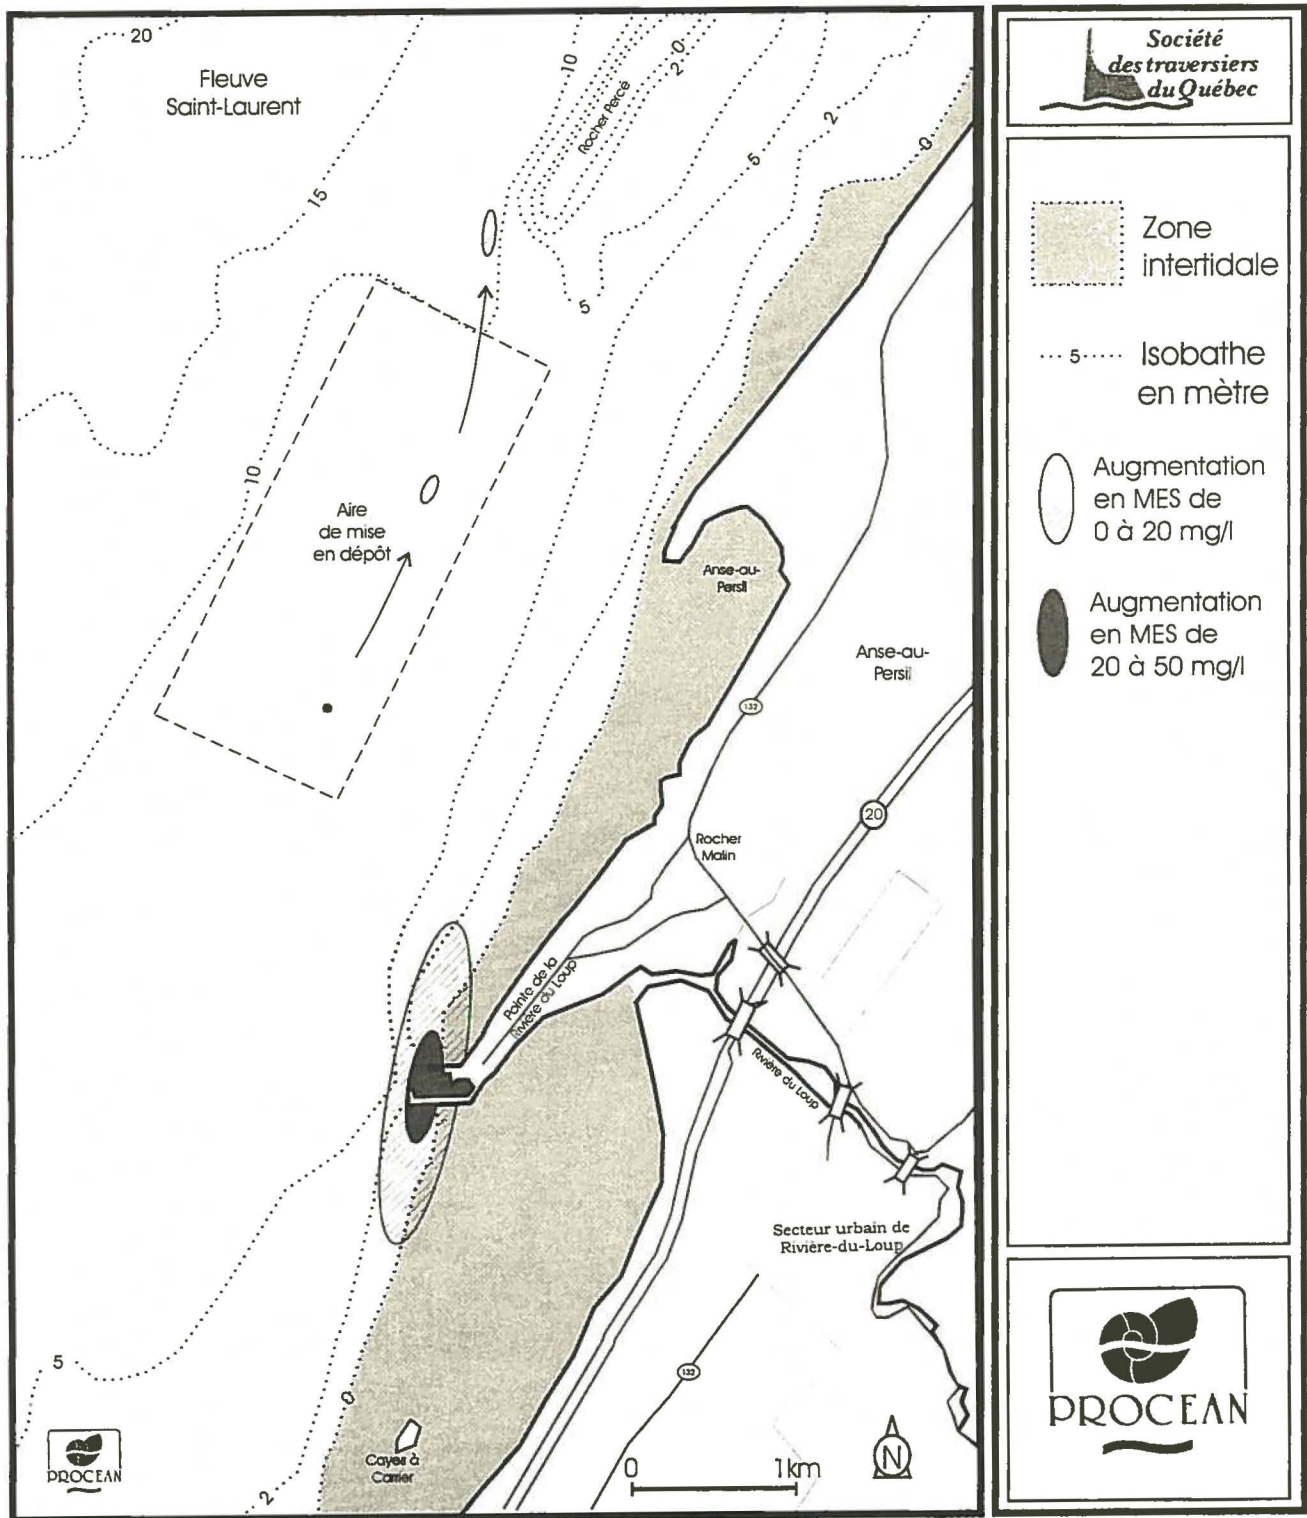 20
Fleuve
Saint-Laurent
15
10
0
2
Rocher Percé
2
5
0
5
10
Aire
de mise
en dépôt
Anse-au-
Persil
Anse-au-
Persil
132
20
Rocher
Malin
Pointe de la
Rivière du Loup
Rivière du Loup
Secteur urbain de
Rivière-du-Loup
5
0
132
Cayes à
Carrier
2
0
1km
N
PROCEAN
Société
des traversiers
du Québec
Zone
intertidale
5
Isobathe
en mètre
Augmentation
en MES de
0 à 20 mg/l
Augmentation
en MES de
20 à 50 mg/l
PROCEAN